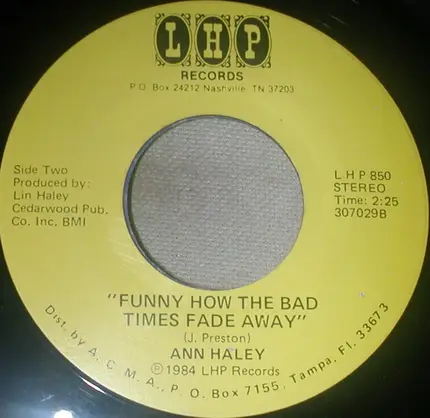 LHP
RECORDS
P.O. Box 24212 Nashville, TN 37203
Side Two
Produced by:
Lin Haley
Cedarwood Pub.
Co. Inc. BMI
L H P 850
STEREO
Time: 2:25
307029B
"FUNNY HOW THE BAD
TIMES FADE AWAY"
(J. Preston)
ANN HALEY
℗ 1984 LHP Records
Dist. by A. C. M. A., P. O. Box 7155, Tampa, Fl. 33673